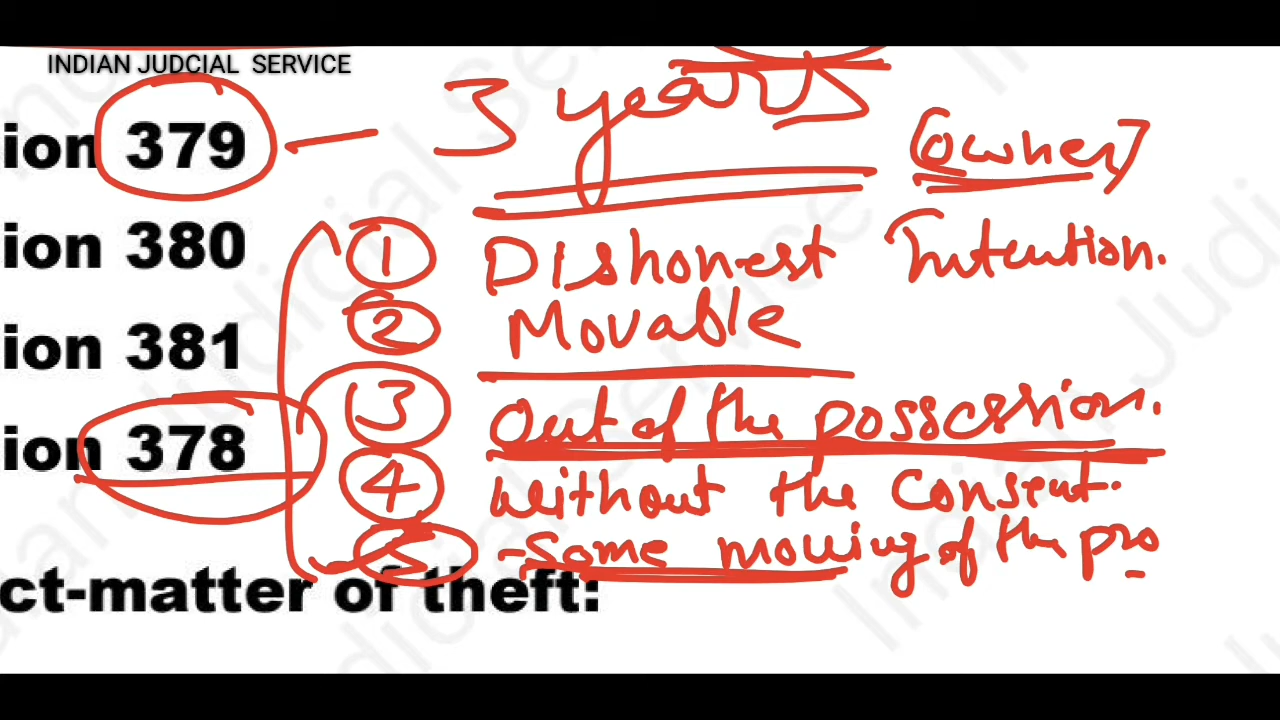 INDIAN JUDCIAL SERVICE
ion 379 — 3 years (owner)
ion 380 ① Dishonest Intention.
② Movable
ion 381
③ Out of the possession.
ion 378 ④ without the consent.
⑤ - Some moving of the pro
ct-matter of theft: